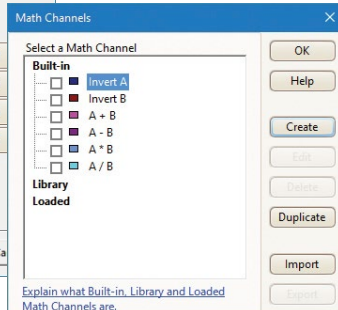 Math Channels
Select a Math Channel
Built-in
Invert A
Invert B
A + B
A - B
A * B
A / B
Library
Loaded
Explain what Built-in, Library and Loaded
Math Channels are.
OK
Help
Create
Edit
Delete
Duplicate
Import
Export